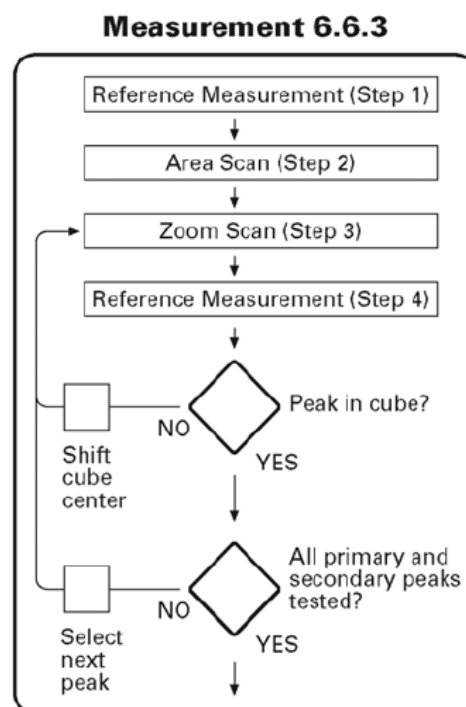 Measurement 6.6.3
Reference Measurement (Step 1)
Area Scan (Step 2)
Zoom Scan (Step 3)
Reference Measurement (Step 4)
Peak in cube?
NO
Shift
cube
center
YES
All primary and
secondary peaks
tested?
NO
Select
next
peak
YES